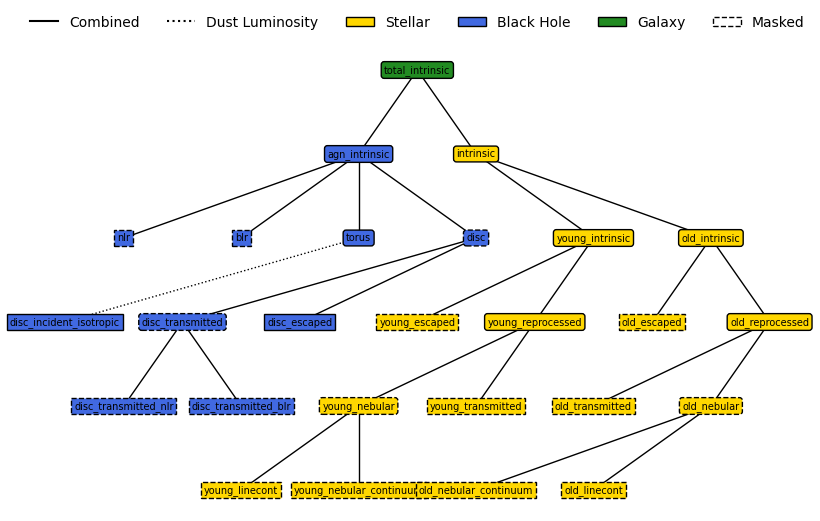 Combined Dust Luminosity Stellar Black Hole Galaxy Masked
total_intrinsic
agn_intrinsic intrinsic
nlr blr torus disc young_intrinsic old_intrinsic
disc_incident_isotropic disc_transmitted disc_escaped young_escaped young_reprocessed old_escaped old_reprocessed
disc_transmitted_nlr disc_transmitted_blr young_nebular young_transmitted old_transmitted old_nebular
young_linecont young_nebular_continuum old_nebular_continuum old_linecont